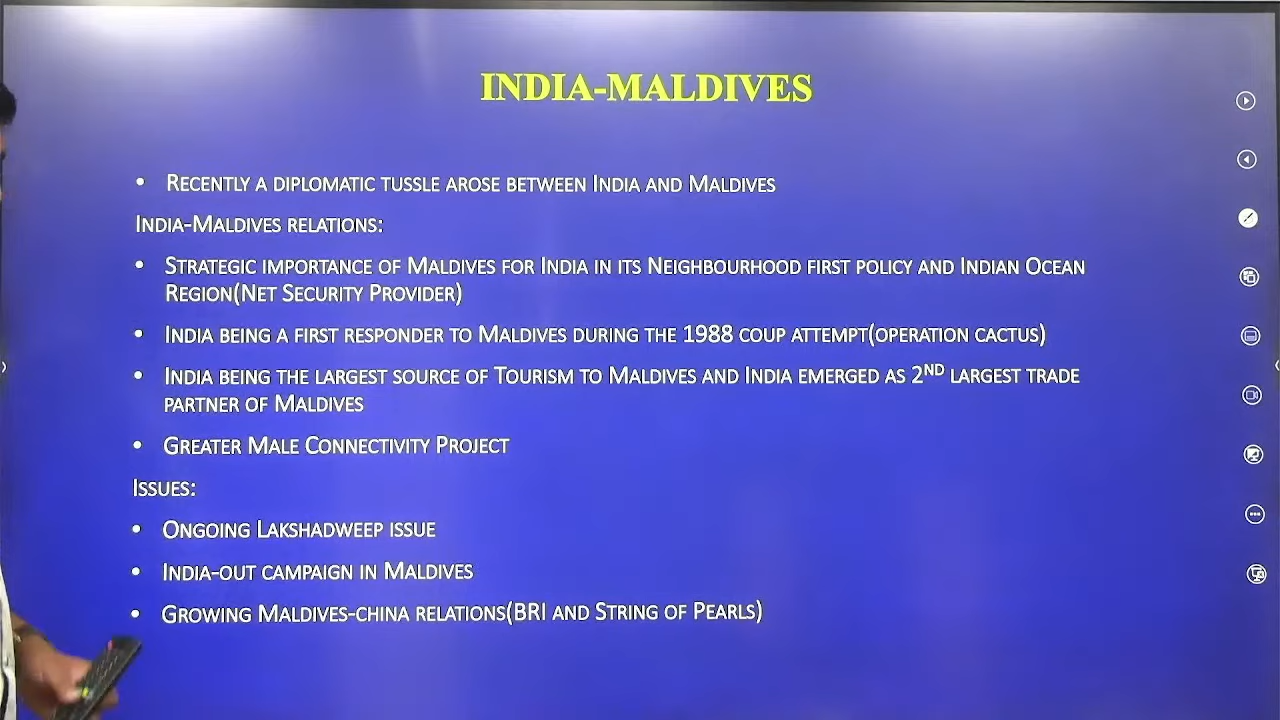 INDIA-MALDIVES
• RECENTLY A DIPLOMATIC TUSSLE AROSE BETWEEN INDIA AND MALDIVES
INDIA-MALDIVES RELATIONS:
• STRATEGIC IMPORTANCE OF MALDIVES FOR INDIA IN ITS NEIGHBOURHOOD FIRST POLICY AND INDIAN OCEAN
REGION(NET SECURITY PROVIDER)
• INDIA BEING A FIRST RESPONDER TO MALDIVES DURING THE 1988 COUP ATTEMPT(OPERATION CACTUS)
• INDIA BEING THE LARGEST SOURCE OF TOURISM TO MALDIVES AND INDIA EMERGED AS 2ND LARGEST TRADE
PARTNER OF MALDIVES
• GREATER MALE CONNECTIVITY PROJECT
ISSUES:
• ONGOING LAKSHADWEEP ISSUE
• INDIA-OUT CAMPAIGN IN MALDIVES
• GROWING MALDIVES-CHINA RELATIONS(BRI AND STRING OF PEARLS)